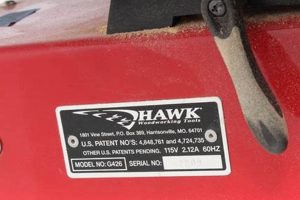 HAWK
Woodworking Tools
1801 Vine Street, P.O. Box 369, Harrisonville, MO. 64701
U.S. PATENT NO'S: 4,848,761 and 4,724,735
OTHER U.S. PATENTS PENDING. 115V 2.12A 60HZ
MODEL NO: G426 SERIAL NO: